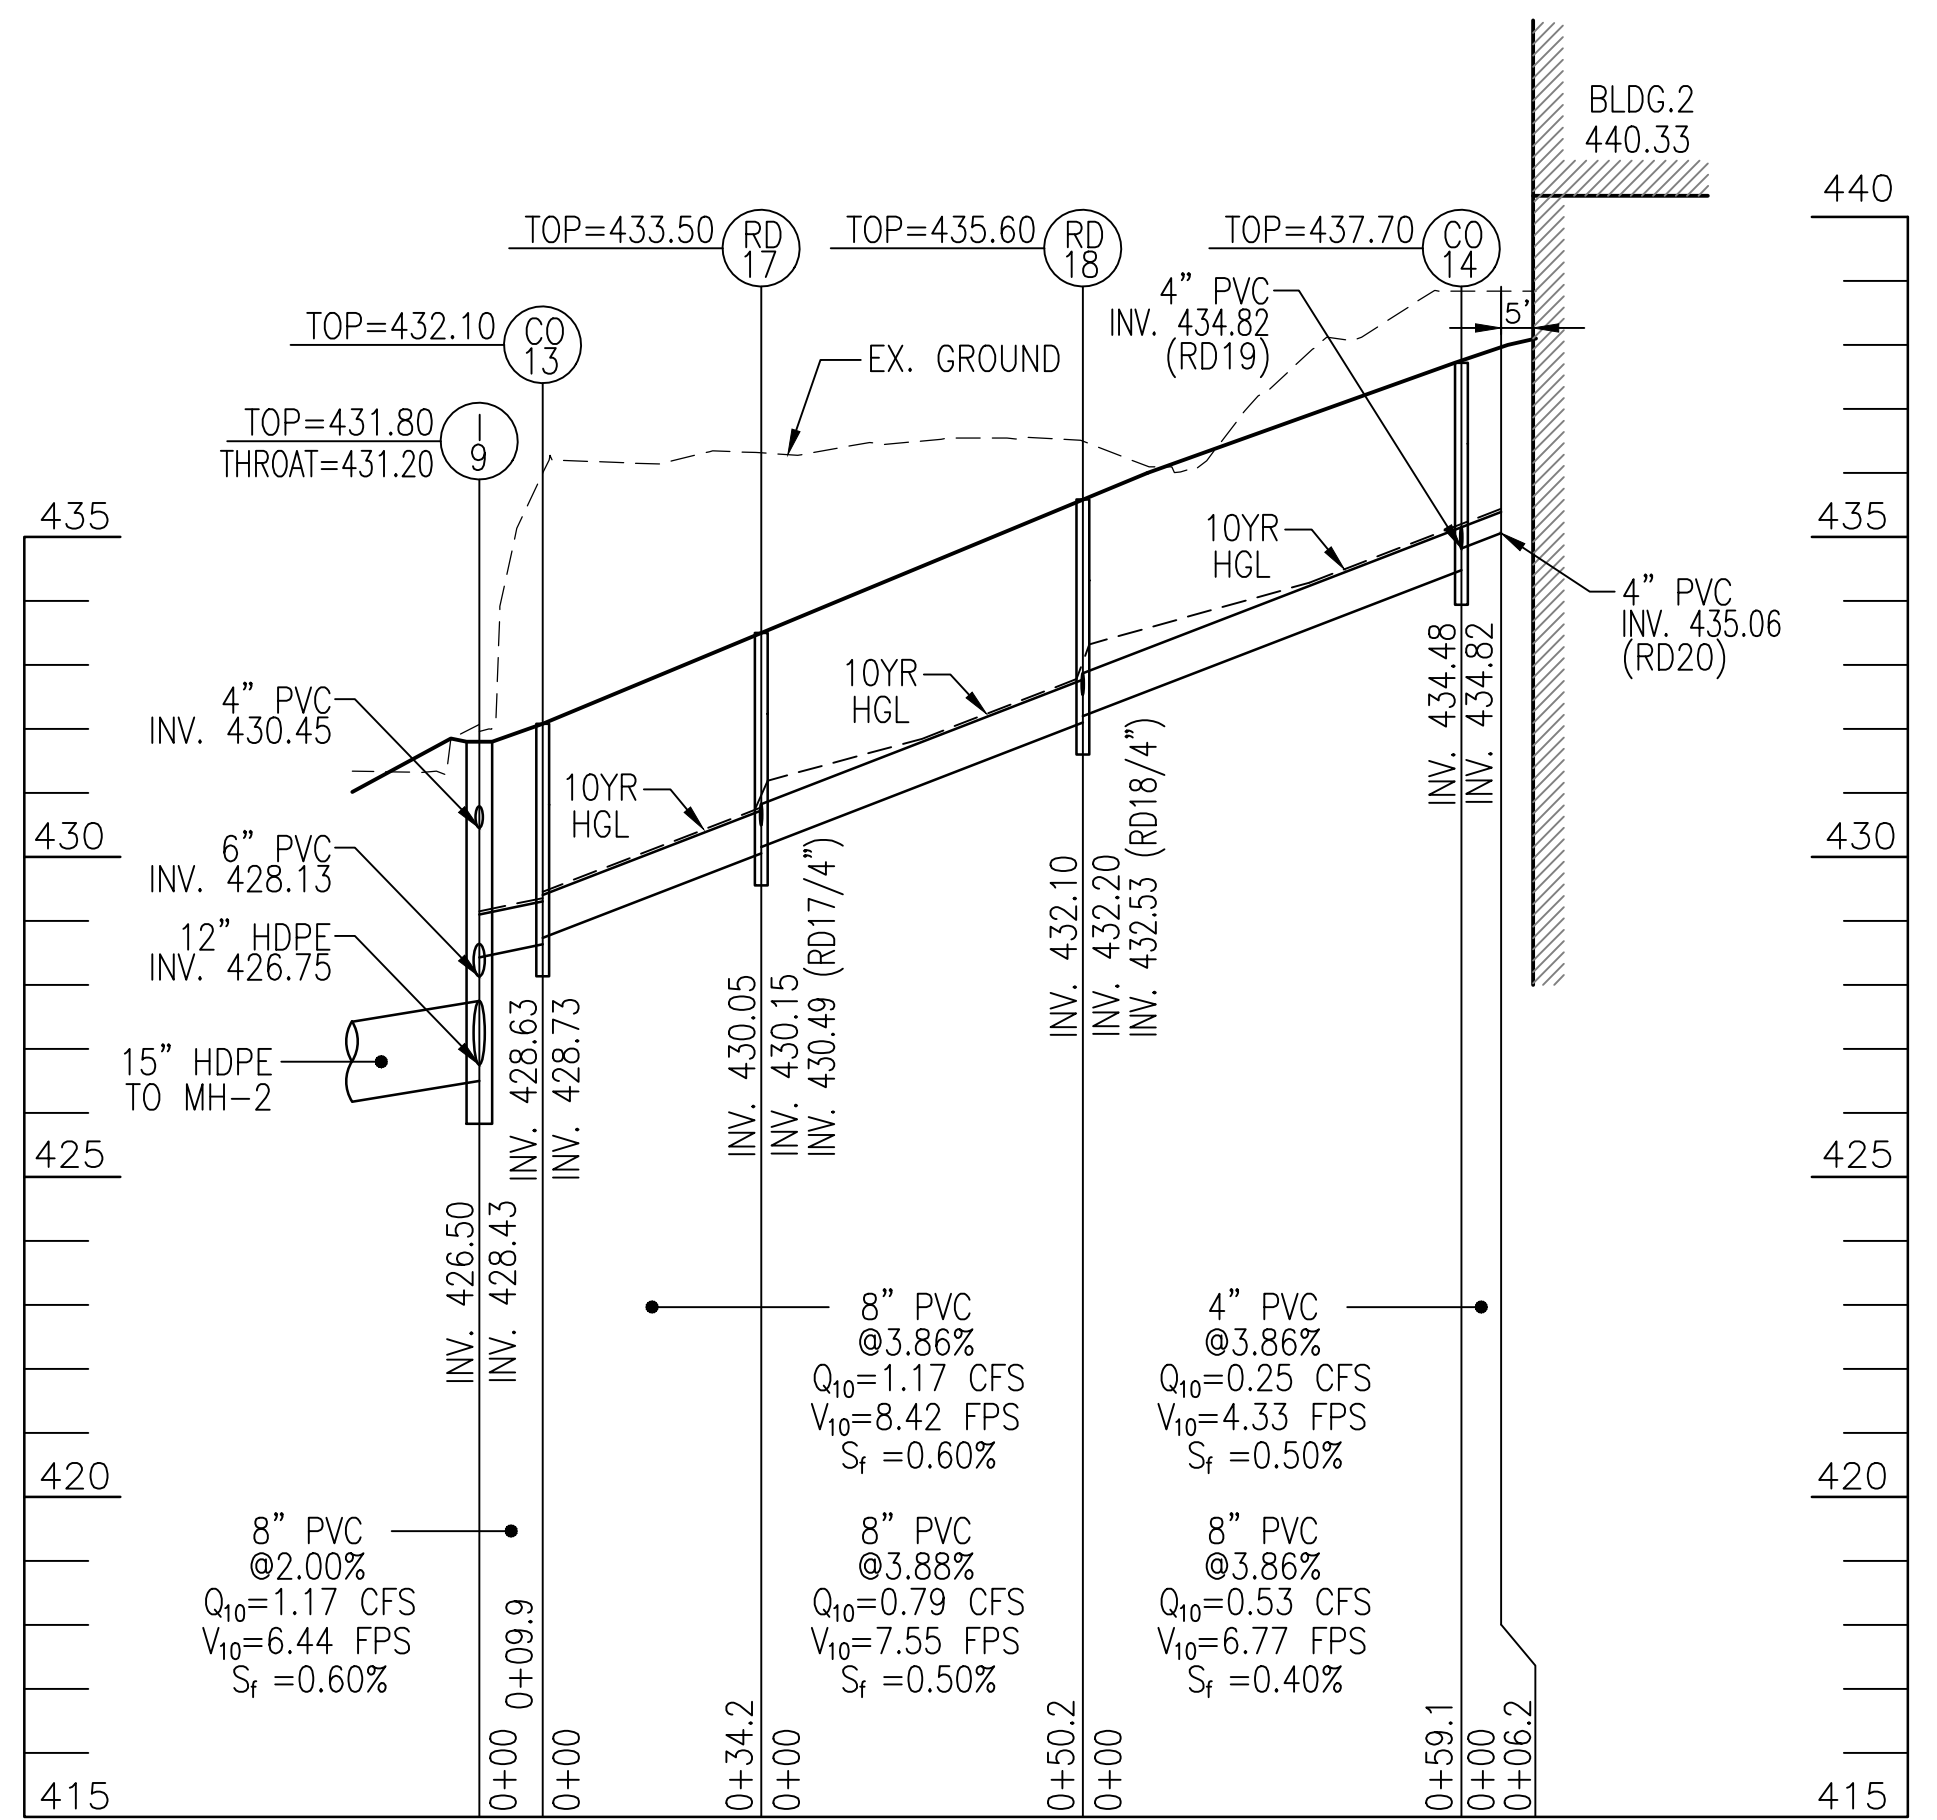 BLDG.2
440.33
440
440
TOP=433.50
RD
17
TOP=435.60
RD
18
TOP=437.70
CO
14
4" PVC
INV. 434.82
(RD19)
5'
TOP=432.10
CO
13
EX. GROUND
TOP=431.80
THROAT=431.20
I
9
435
435
10YR
HGL
10YR
HGL
10YR
HGL
4" PVC
INV. 435.06
(RD20)
4" PVC
INV. 430.45
430
430
6" PVC
INV. 428.13
12" HDPE
INV. 426.75
15" HDPE
TO MH-2
425
425
INV. 426.50
INV. 428.43
INV. 428.63
INV. 428.73
INV. 430.05
INV. 430.15
INV. 430.49 (RD17/4")
INV. 432.10
INV. 432.20
INV. 432.53 (RD18/4")
INV. 434.48
INV. 434.82
8" PVC
@3.86%
Q10=1.17 CFS
V10=8.42 FPS
Sf =0.60%
4" PVC
@3.86%
Q10=0.25 CFS
V10=4.33 FPS
Sf =0.50%
420
420
8" PVC
@2.00%
Q10=1.17 CFS
V10=6.44 FPS
Sf =0.60%
8" PVC
@3.88%
Q10=0.79 CFS
V10=7.55 FPS
Sf =0.50%
8" PVC
@3.86%
Q10=0.53 CFS
V10=6.77 FPS
Sf =0.40%
0+00
0+09.9
0+00
0+34.2
0+00
0+50.2
0+00
0+59.1
0+00
0+06.2
415
415